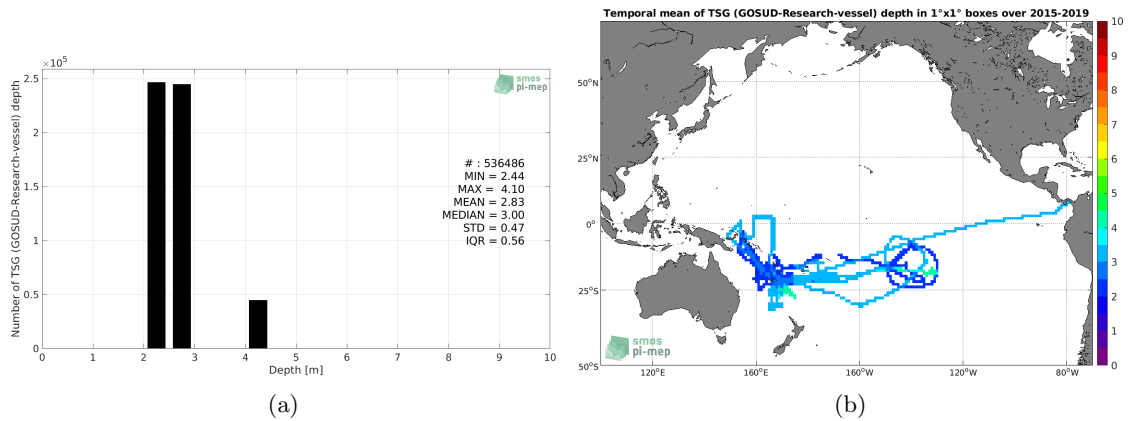 ×10⁵
2.5
2
1.5
1
0.5
0
0 1 2 3 4 5 6 7 8 9 10
Depth [m]
Number of TSG (GOSUD-Research-vessel) depth
smos
pi-mep
# : 536486
MIN = 2.44
MAX = 4.10
MEAN = 2.83
MEDIAN = 3.00
STD = 0.47
IQR = 0.56
(a)
Temporal mean of TSG (GOSUD-Research-vessel) depth in 1°x1° boxes over 2015-2019
50°N
25°N
0°
25°S
50°S
120°E 160°E 160°W 120°W 80°W
smos
pi-mep
10
9
8
7
6
5
4
3
2
1
0
(b)